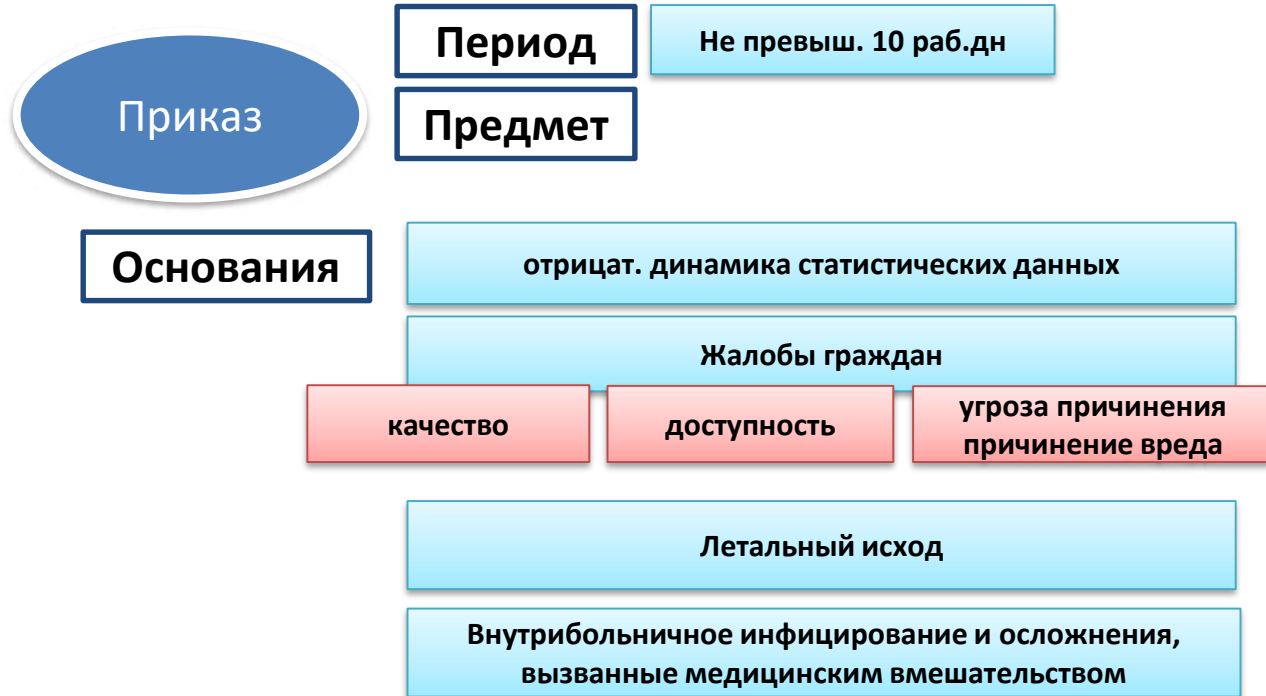 Период
Не превыш. 10 раб.дн
Приказ
Предмет
Основания
отрицат. динамика статистических данных
Жалобы граждан
качество
доступность
угроза причинения
причинение вреда
Летальный исход
Внутрибольничное инфицирование и осложнения,
вызванные медицинским вмешательством